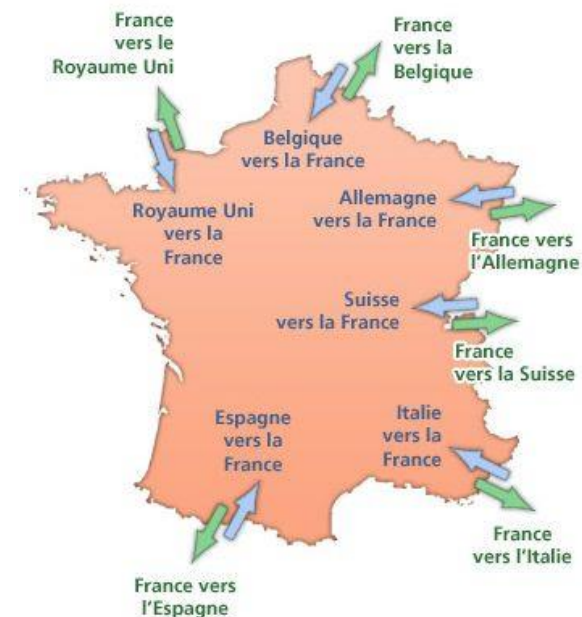 France
vers le
Royaume Uni
France
vers la
Belgique
Belgique
vers la France
Royaume Uni
vers la
France
Allemagne
vers la France
France vers
l'Allemagne
Suisse
vers la France
France
vers la Suisse
Espagne
vers la
France
Italie
vers la
France
France
vers l'Italie
France vers
l'Espagne